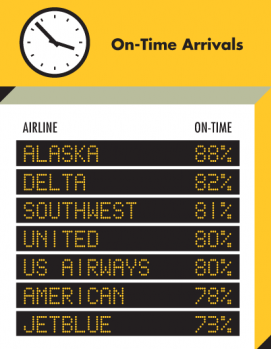 On-Time Arrivals
AIRLINE ON-TIME
ALASKA 88%
DELTA 82%
SOUTHWEST 81%
UNITED 80%
US AIRWAYS 80%
AMERICAN 78%
JETBLUE 73%